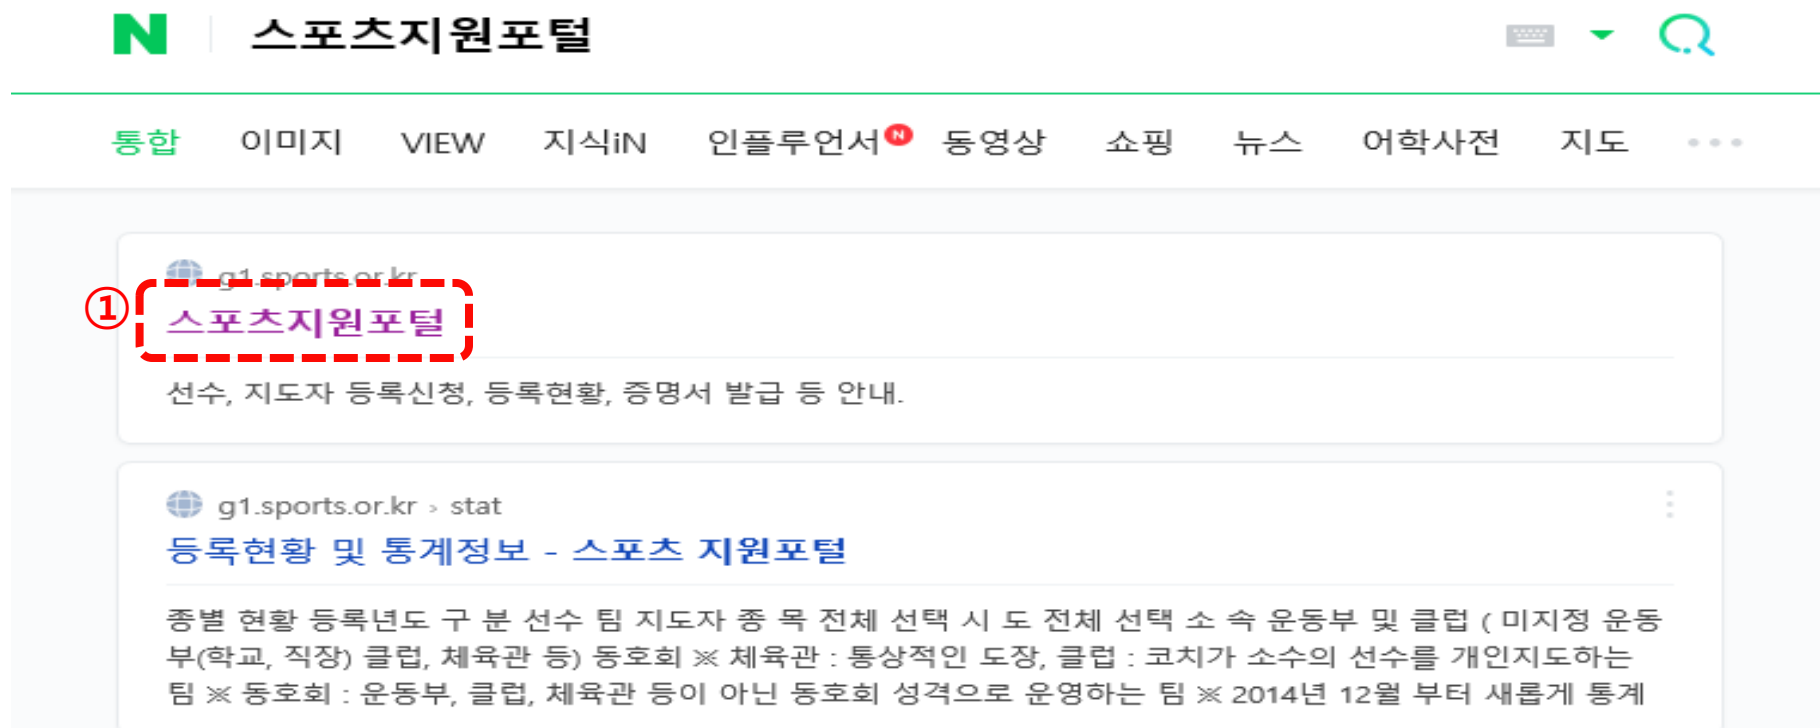 N 스포츠지원포털
통합 이미지 VIEW 지식iN 인플루언서 N 동영상 쇼핑 뉴스 어학사전 지도
g1.sports.or.kr
① 스포츠지원포털
선수, 지도자 등록신청, 등록현황, 증명서 발급 등 안내.
g1.sports.or.kr › stat
등록현황 및 통계정보 - 스포츠 지원포털
종별 현황 등록년도 구 분 선수 팀 지도자 종 목 전체 선택 시 도 전체 선택 소 속 운동부 및 클럽 ( 미지정 운동
부(학교, 직장) 클럽, 체육관 등) 동호회 ※ 체육관 : 통상적인 도장, 클럽 : 코치가 소수의 선수를 개인지도하는
팀 ※ 동호회 : 운동부, 클럽, 체육관 등이 아닌 동호회 성격으로 운영하는 팀 ※ 2014년 12월 부터 새롭게 통계